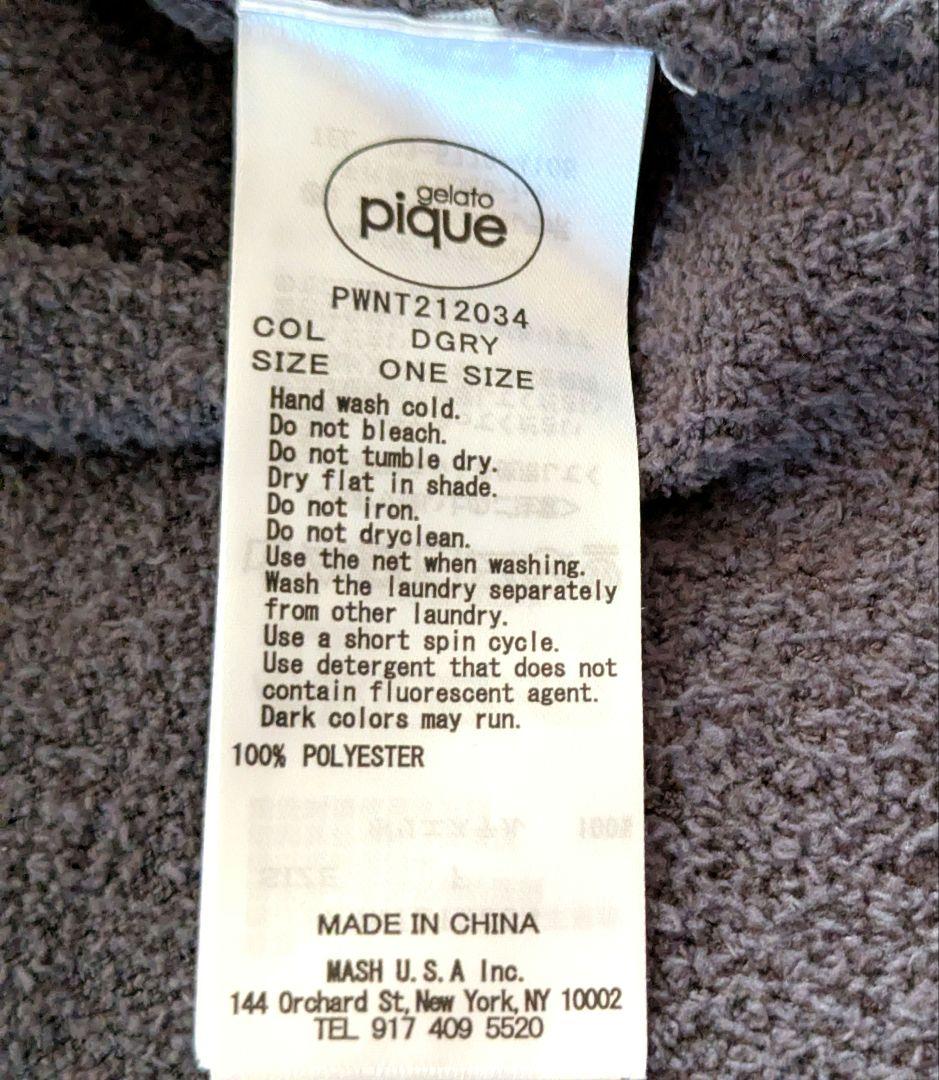 gelato
pique
PWNT212034
COL DGRY
SIZE ONE SIZE
Hand wash cold.
Do not bleach.
Do not tumble dry.
Dry flat in shade.
Do not iron.
Do not dryclean.
Use the net when washing.
Wash the laundry separately
from other laundry.
Use a short spin cycle.
Use detergent that does not
contain fluorescent agent.
Dark colors may run.
100% POLYESTER
MADE IN CHINA
MASH U.S.A Inc.
144 Orchard St, New York, NY 10002
TEL 917 409 5520